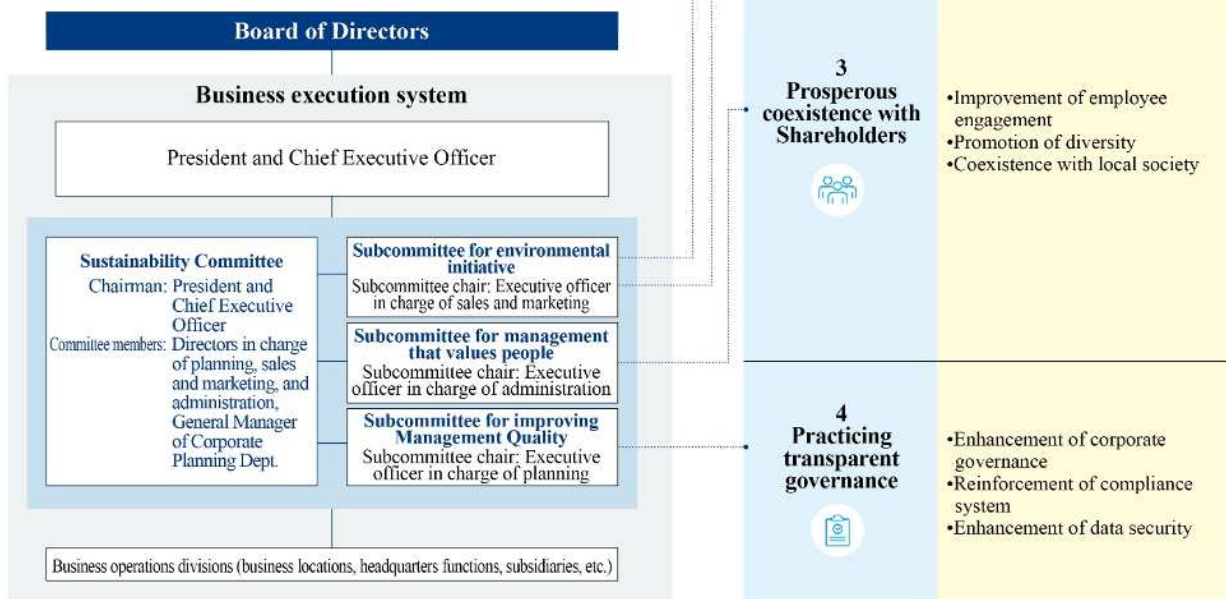 Board of Directors
Business execution system
President and Chief Executive Officer
Sustainability Committee
Chairman: President and
Chief Executive
Officer
Committee members: Directors in charge
of planning, sales
and marketing, and
administration,
General Manager
of Corporate
Planning Dept.
Subcommittee for environmental
initiative
Subcommittee chair: Executive officer
in charge of sales and marketing
Subcommittee for management
that values people
Subcommittee chair: Executive
officer in charge of administration
Subcommittee for improving
Management Quality
Subcommittee chair: Executive
officer in charge of planning
Business operations divisions (business locations, headquarters functions, subsidiaries, etc.)
3
Prosperous
coexistence with
Shareholders
•Improvement of employee
engagement
•Promotion of diversity
•Coexistence with local society
4
Practicing
transparent
governance
•Enhancement of corporate
governance
•Reinforcement of compliance
system
•Enhancement of data security